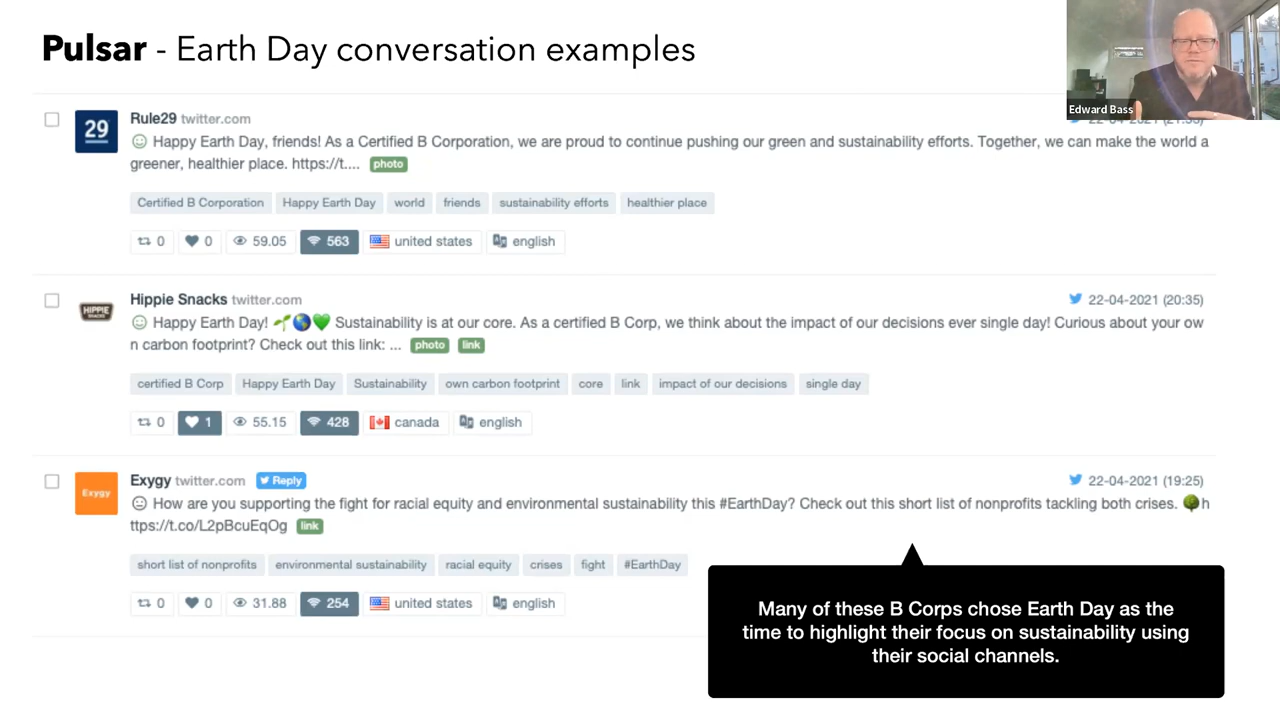 Pulsar - Earth Day conversation examples
Edward Bass
29
Rule29 twitter.com
Happy Earth Day, friends! As a Certified B Corporation, we are proud to continue pushing our green and sustainability efforts. Together, we can make the world a
greener, healthier place. https://t.... photo
Certified B Corporation Happy Earth Day world friends sustainability efforts healthier place
0 0 59.05 563 united states english
HIPPIE
SNACKS
Hippie Snacks twitter.com 22-04-2021 (20:35)
Happy Earth Day! 🌱🌎💚 Sustainability is at our core. As a certified B Corp, we think about the impact of our decisions ever single day! Curious about your ow
n carbon footprint? Check out this link: ... photo link
certified B Corp Happy Earth Day Sustainability own carbon footprint core link impact of our decisions single day
0 1 55.15 428 canada english
Exygy
Exygy twitter.com Reply 22-04-2021 (19:25)
How are you supporting the fight for racial equity and environmental sustainability this #EarthDay? Check out this short list of nonprofits tackling both crises. 🌳h
ttps://t.co/L2pBcuEqOg link
short list of nonprofits environmental sustainability racial equity crises fight #EarthDay
0 0 31.88 254 united states english
Many of these B Corps chose Earth Day as the
time to highlight their focus on sustainability using
their social channels.